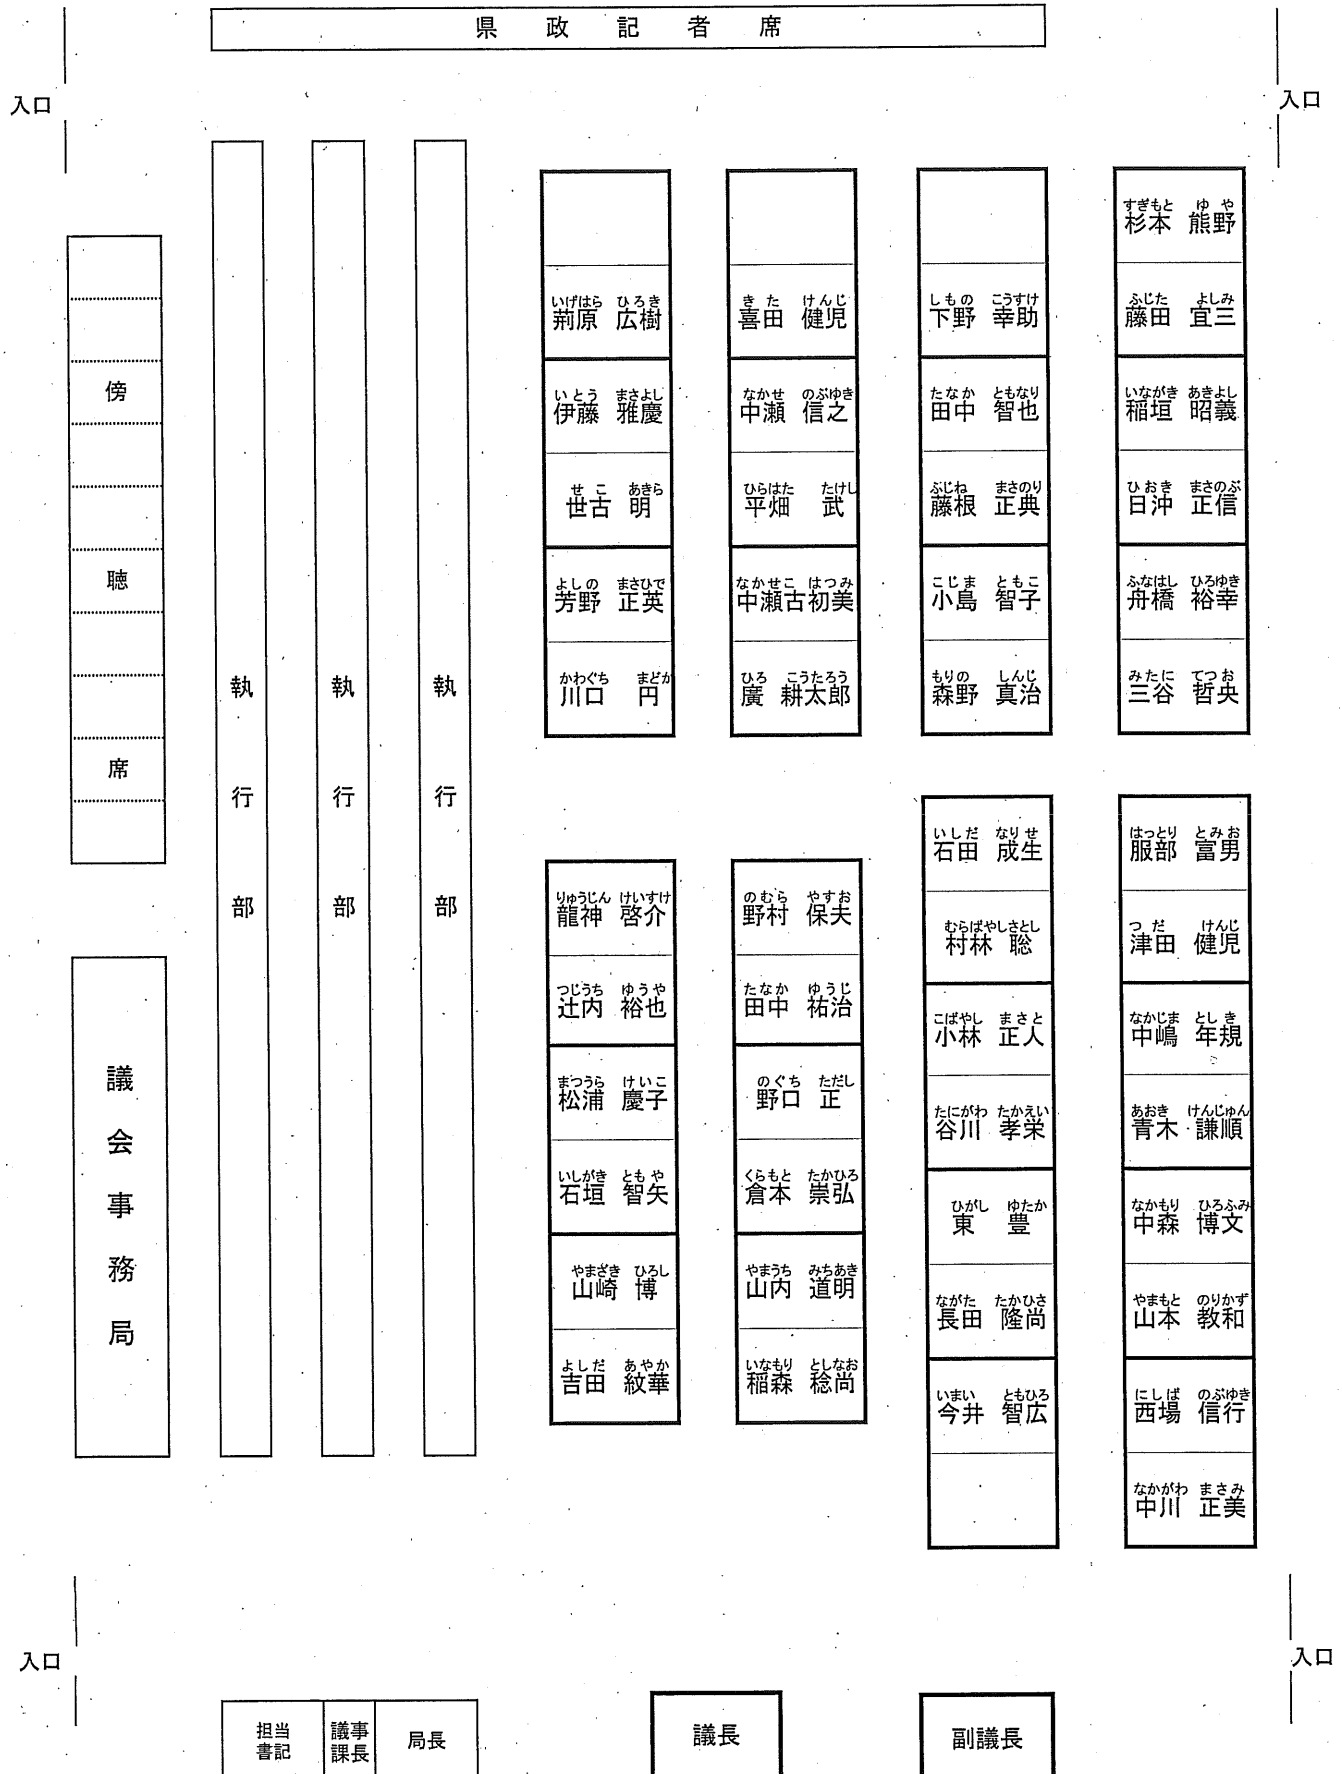 県政記者席
入口
入口
傍聴席
議会事務局
執行部
執行部
執行部
いげはら ひろき
荊原 広樹
いとう まさよし
伊藤 雅慶
せこ あきら
世古 明
よしの まさひで
芳野 正英
かわぐち まどか
川口 円
きた けんじ
喜田 健児
なかせ のぶゆき
中瀬 信之
ひらはた たけし
平畑 武
なかせこ はつみ
中瀬古初美
ひろ こうたろう
廣 耕太郎
しもの こうすけ
下野 幸助
たなか ともなり
田中 智也
ふじね まさのり
藤根 正典
こじま ともこ
小島 智子
もりの しんじ
森野 真治
すぎもと ゆや
杉本 熊野
ふじた よしみ
藤田 宜三
いながき あきよし
稲垣 昭義
ひおき まさのぶ
日沖 正信
ふなはし ひろゆき
舟橋 裕幸
みたに てつお
三谷 哲央
りゅうじん けいすけ
龍神 啓介
つじうち ゆうや
辻内 裕也
まつうら けいこ
松浦 慶子
いしがき ともや
石垣 智矢
やまざき ひろし
山崎 博
よしだ あやか
吉田 紋華
のむら やすお
野村 保夫
たなか ゆうじ
田中 祐治
のぐち ただし
野口 正
くらもと たかひろ
倉本 崇弘
やまうち みちあき
山内 道明
いなもり としなお
稲森 稔尚
いしだ なりせ
石田 成生
むらばやしさとし
村林 聡
こばやし まさと
小林 正人
たにがわ たかえい
谷川 孝栄
ひがし ゆたか
東 豊
ながた たかひさ
長田 隆尚
いまい ともひろ
今井 智広
はっとり とみお
服部 富男
つだ けんじ
津田 健児
なかじま としき
中嶋 年規
あおき けんじゅん
青木 謙順
なかもり ひろふみ
中森 博文
やまもと のりかず
山本 教和
にしば のぶゆき
西場 信行
なかがわ まさみ
中川 正美
入口
入口
担当
書記
議事
課長
局長
議長
副議長